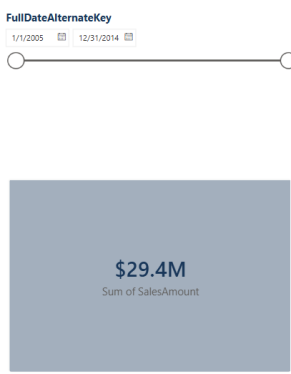 FullDateAlternateKey
1/1/2005 12/31/2014
$29.4M
Sum of SalesAmount